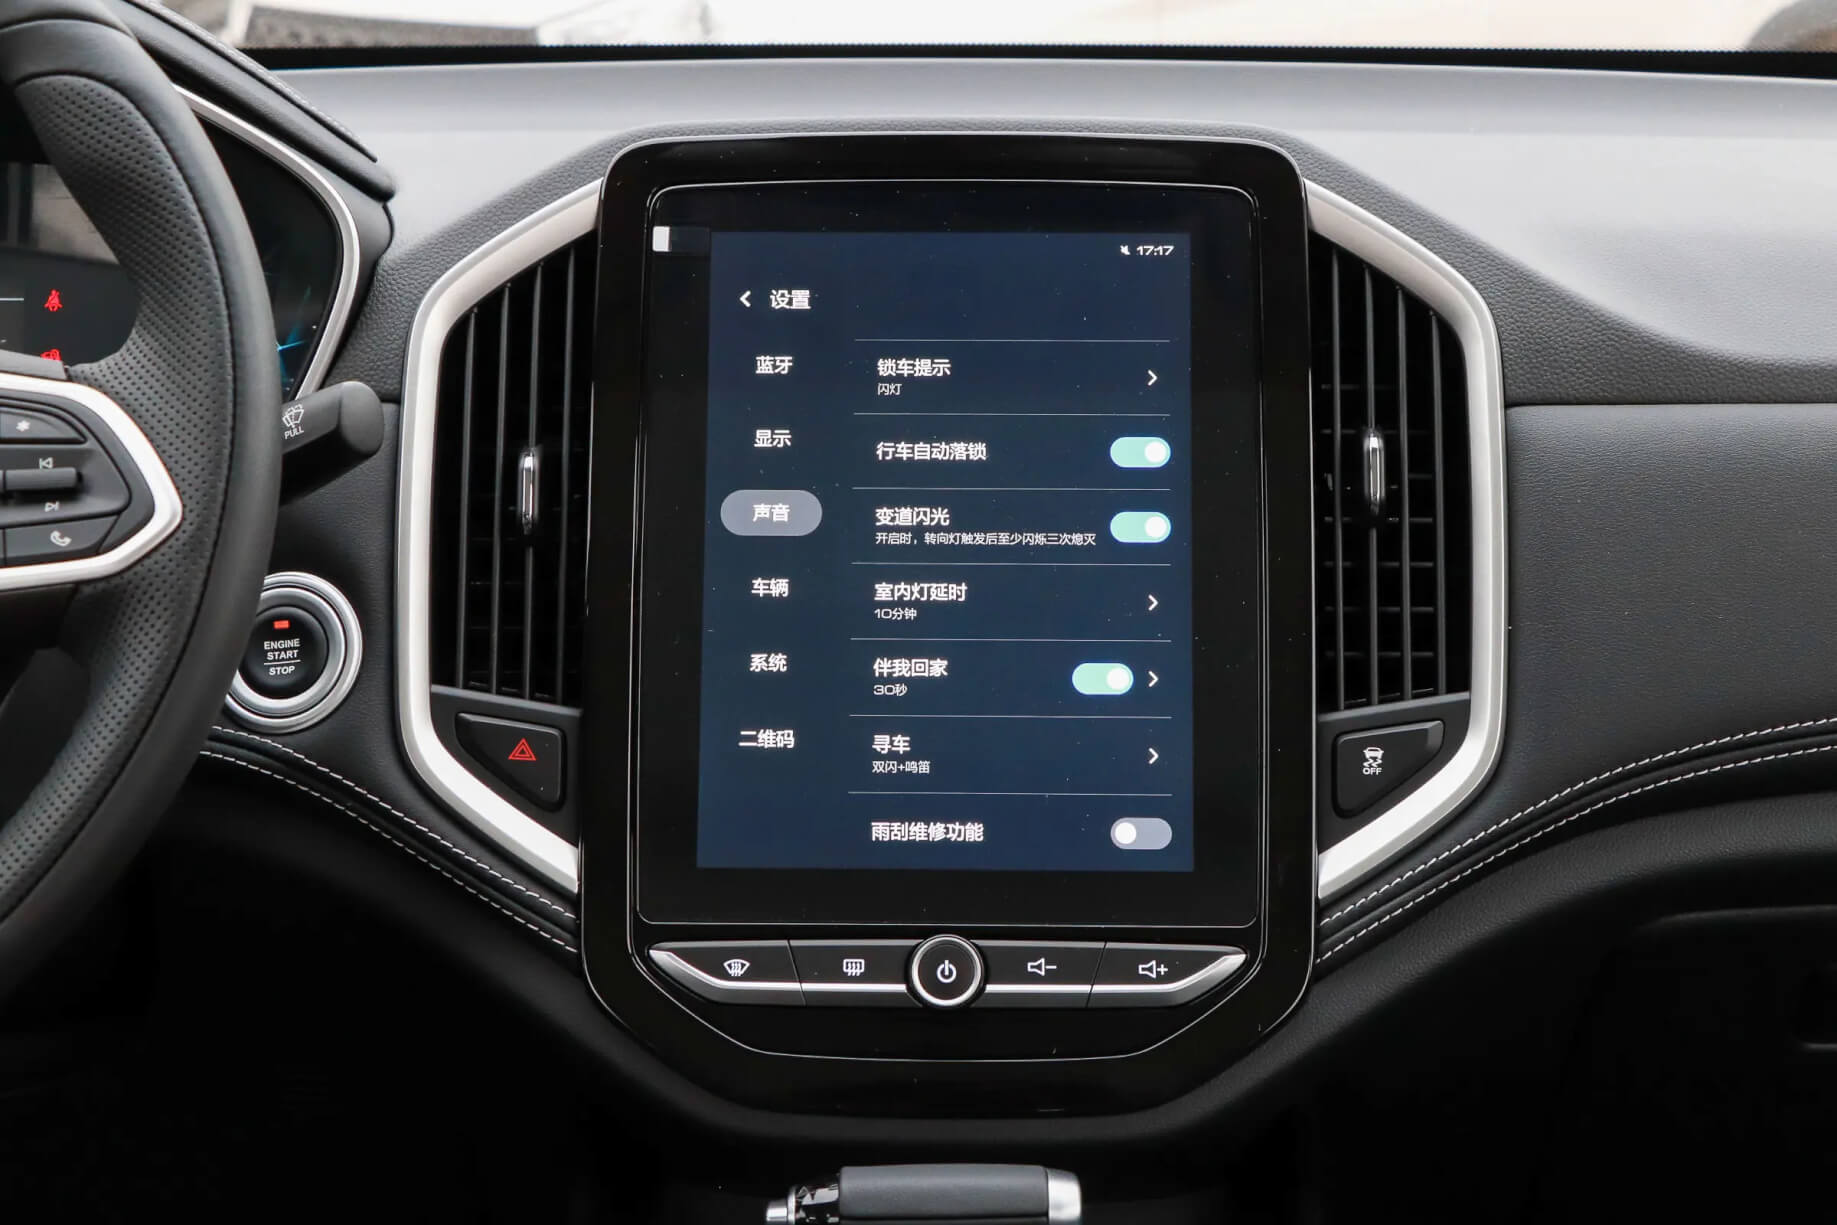 17:17
设置
蓝牙
显示
声音
车辆
系统
二维码
锁车提示
闪灯
行车自动落锁
变道闪光
开启时，转向灯触发后至少闪烁三次熄灭
室内灯延时
10分钟
伴我回家
30秒
寻车
双闪+鸣笛
雨刮维修功能
PULL
ENGINE
START
STOP
OFF